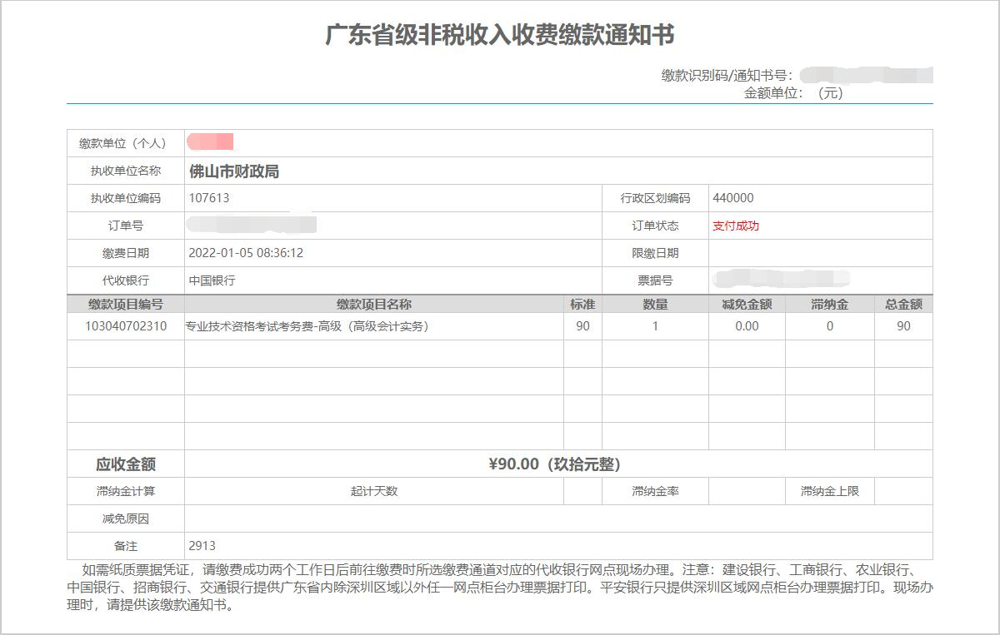 广东省级非税收入收费缴款通知书
缴款识别码/通知书号：
金额单位：（元）
缴款单位（个人）
执收单位名称 佛山市财政局
执收单位编码 107613 行政区划编码 440000
订单号 订单状态 支付成功
缴费日期 2022-01-05 08:36:12 限缴日期
代收银行 中国银行 票据号
缴款项目编号 缴款项目名称 标准 数量 减免金额 滞纳金 总金额
103040702310 专业技术资格考试考务费-高级（高级会计实务） 90 1 0.00 0 90
应收金额 ¥90.00（玖拾元整）
滞纳金计算 起计天数 滞纳金率 滞纳金上限
减免原因
备注 2913
如需纸质票据凭证，请缴费成功两个工作日后前往缴费时所选缴费通道对应的代收银行网点现场办理。注意：建设银行、工商银行、农业银行、
中国银行、招商银行、交通银行提供广东省内除深圳区域以外任一网点柜台办理票据打印。平安银行只提供深圳区域网点柜台办理票据打印。现场办
理时，请提供该缴款通知书。